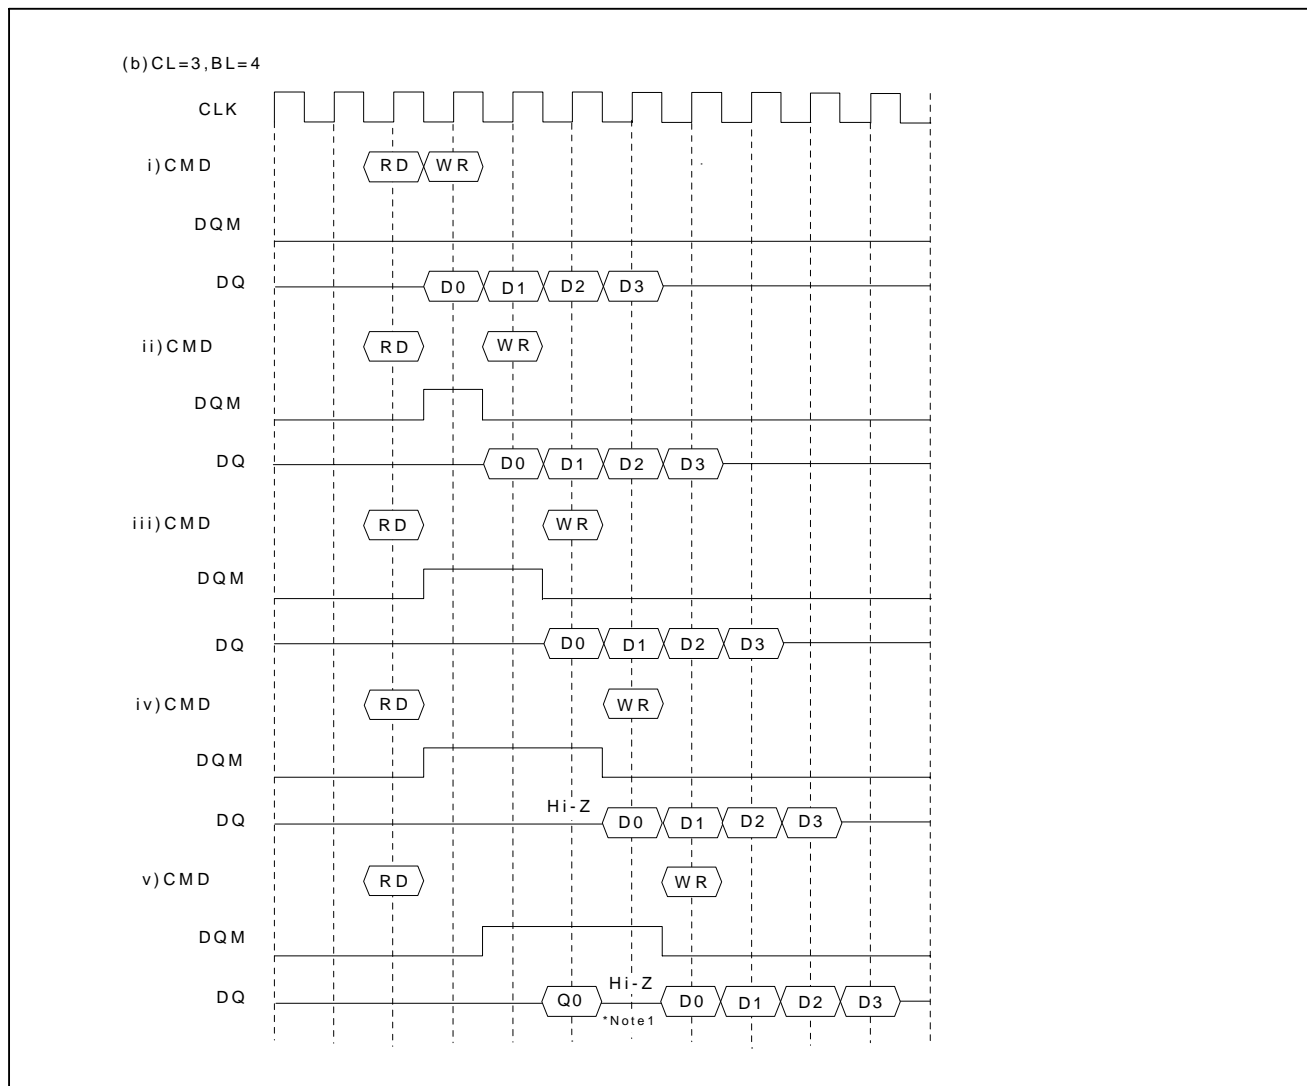 (b)CL=3,BL=4
CLK
i)CMD RD WR
DQM
DQ D0 D1 D2 D3
ii)CMD RD WR
DQM
DQ D0 D1 D2 D3
iii)CMD RD WR
DQM
DQ D0 D1 D2 D3
iv)CMD RD WR
DQM
Hi-Z
DQ D0 D1 D2 D3
v)CMD RD WR
DQM
Hi-Z
DQ Q0 D0 D1 D2 D3
*Note1